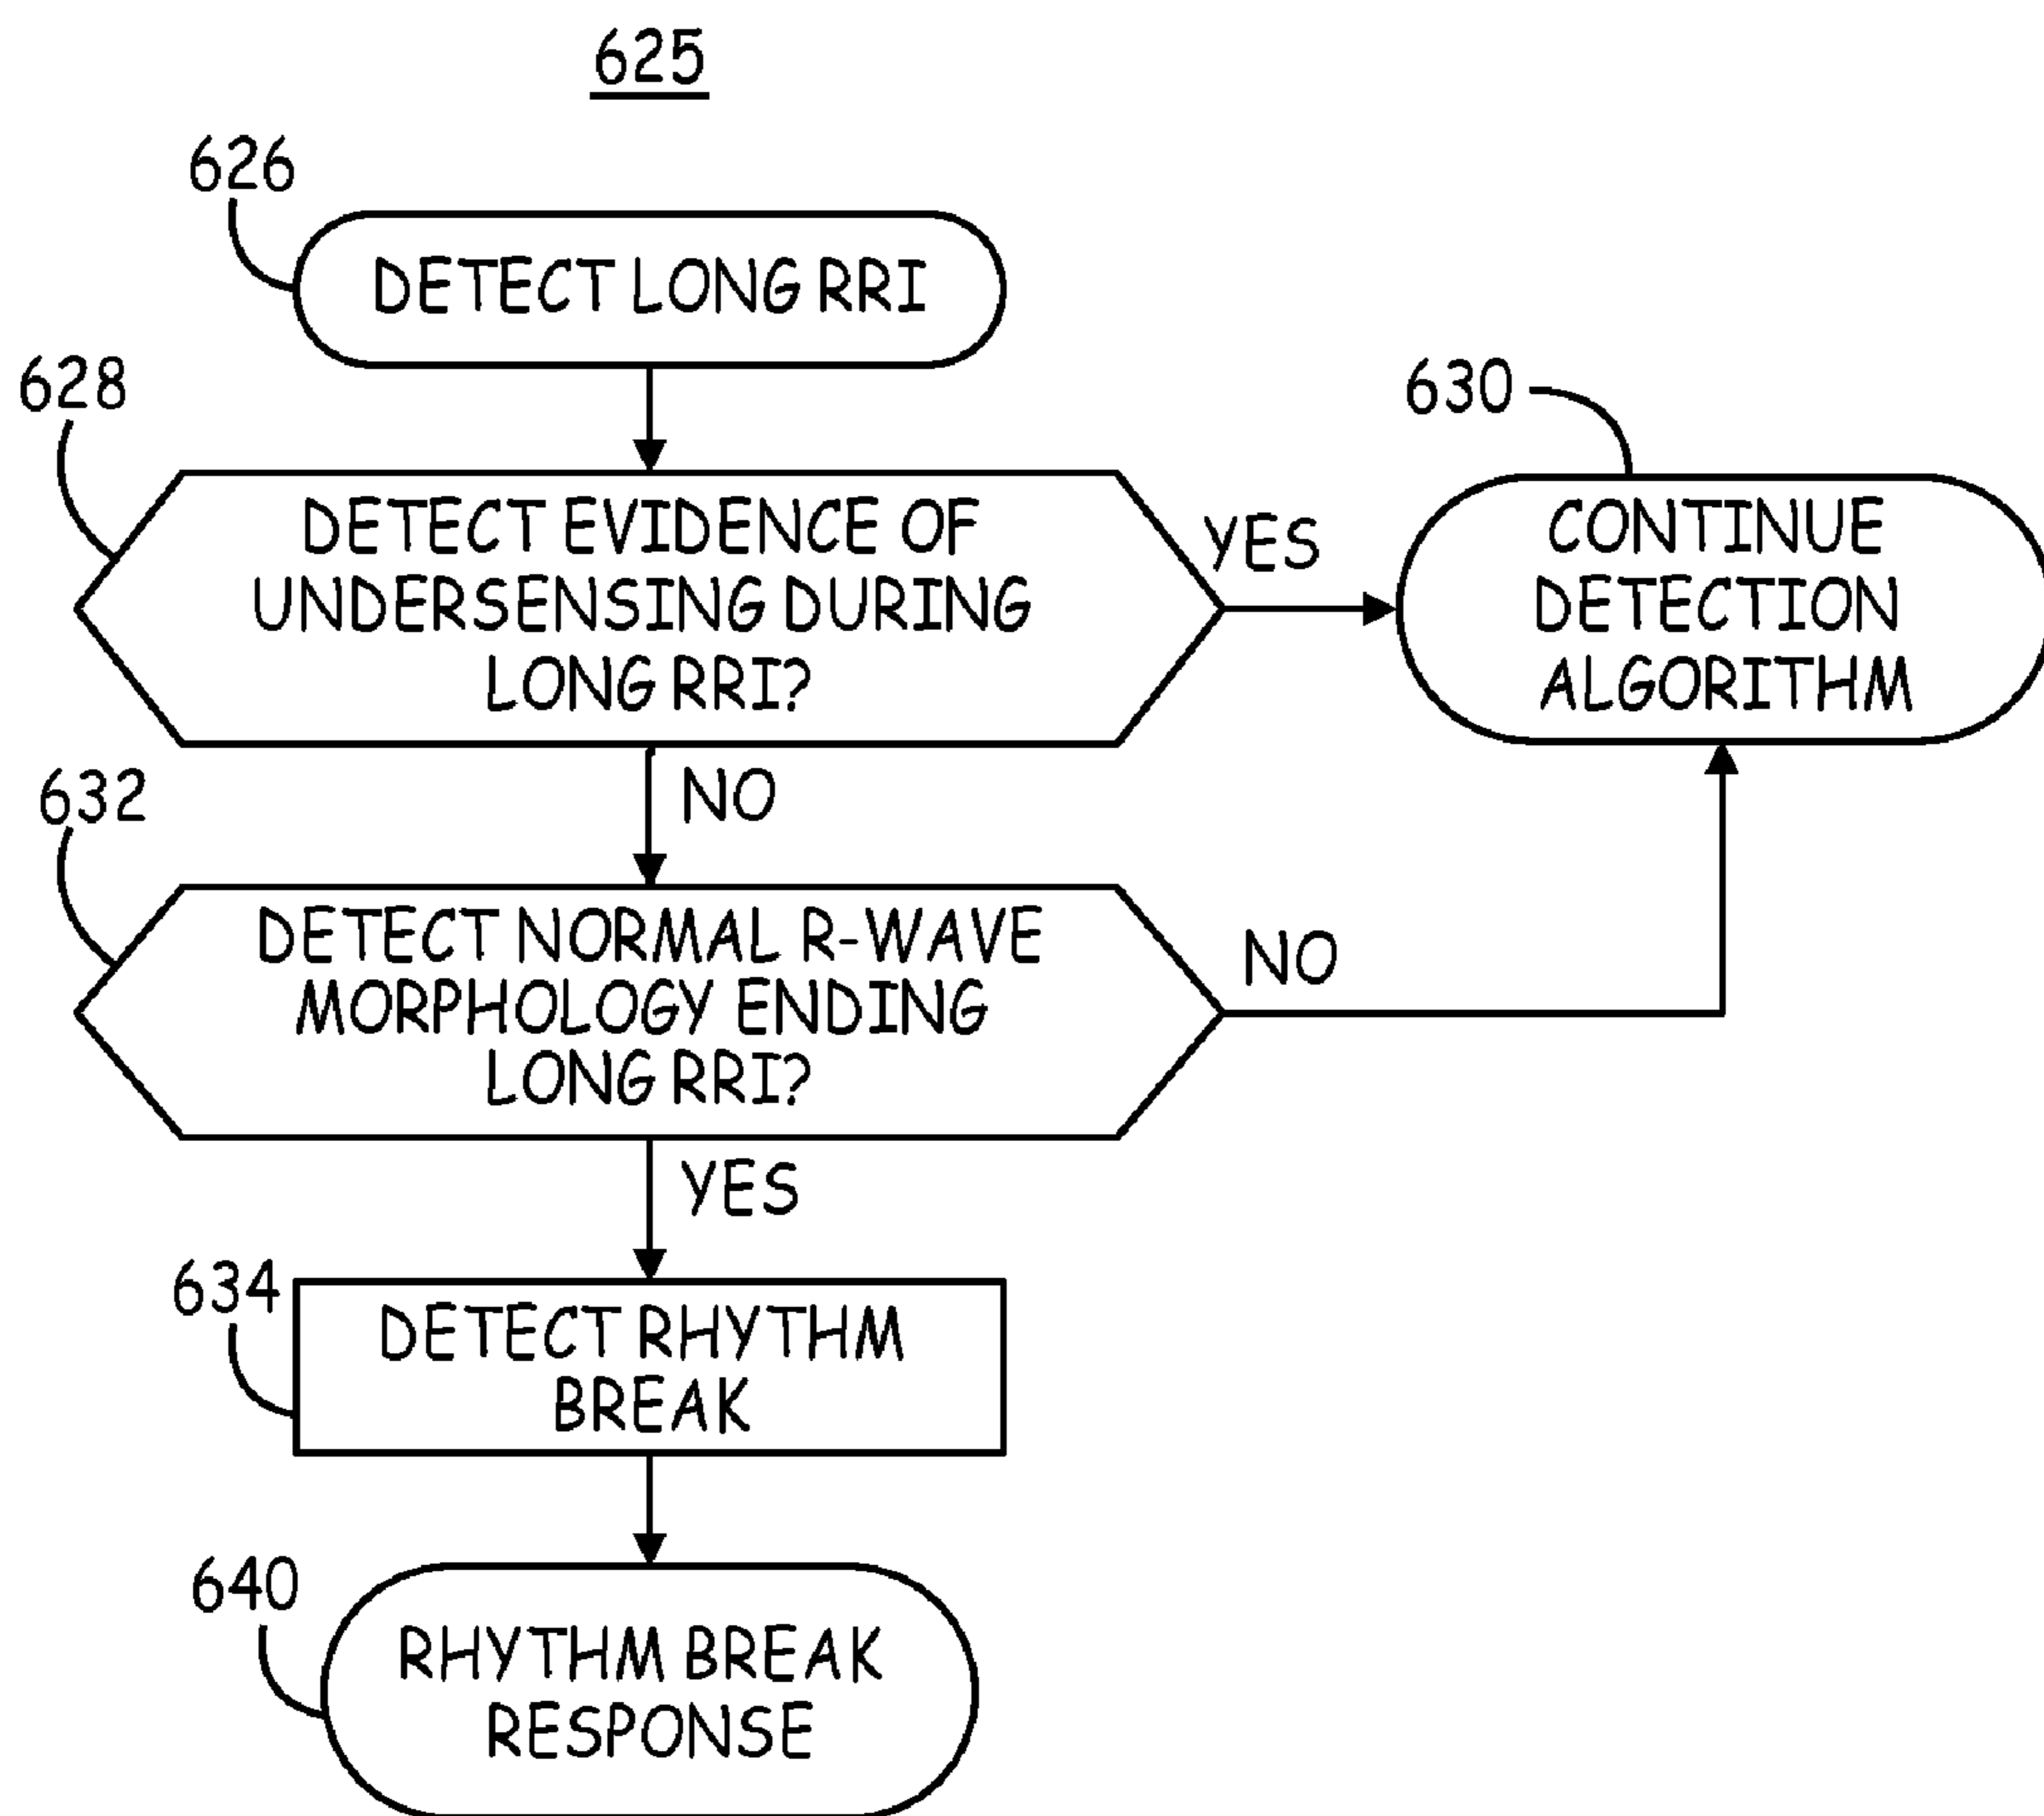 625
626
DETECT LONG RRI
628
DETECT EVIDENCE OF
UNDERSENSING DURING
LONG RRI?
YES
630
CONTINUE
DETECTION
ALGORITHM
NO
632
DETECT NORMAL R-WAVE
MORPHOLOGY ENDING
LONG RRI?
NO
YES
634
DETECT RHYTHM
BREAK
640
RHYTHM BREAK
RESPONSE